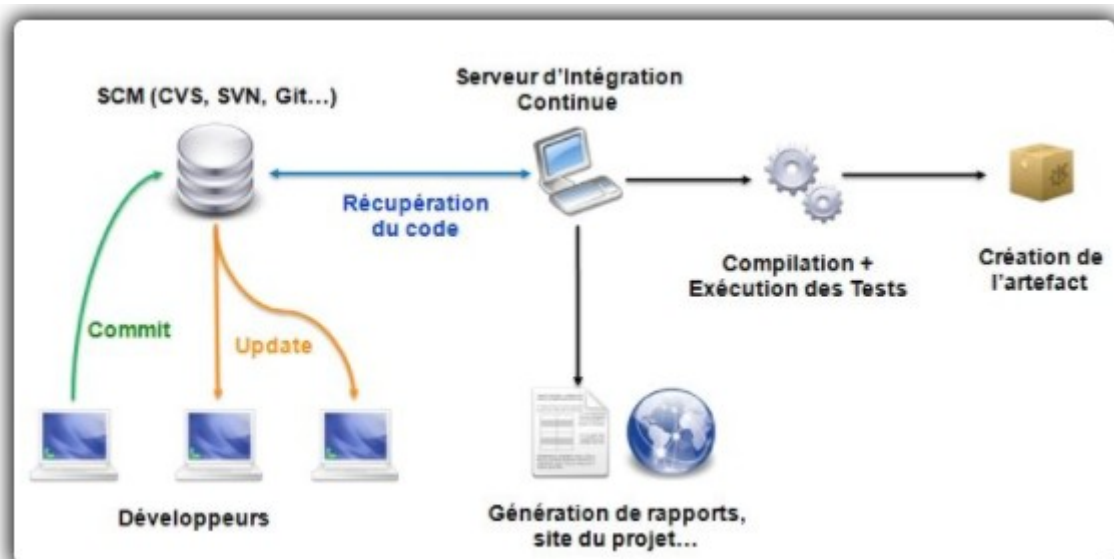 SCM (CVS, SVN, Git...)
Serveur d'Intégration
Continue
Récupération
du code
Compilation +
Exécution des Tests
Création de
l'artefact
Commit
Update
Développeurs
Génération de rapports,
site du projet...